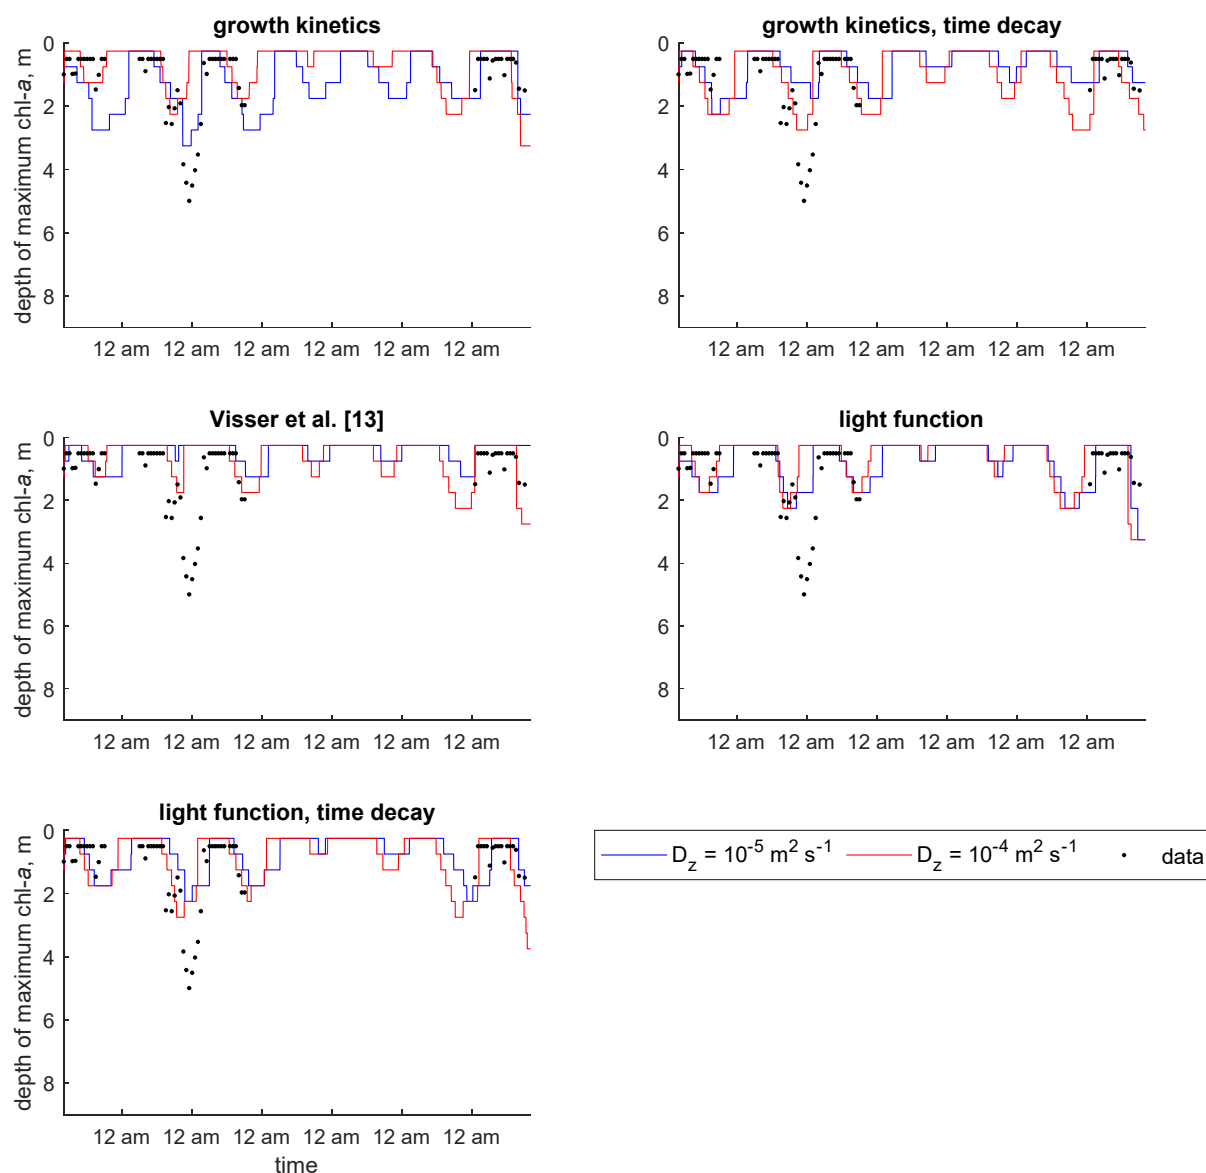 growth kinetics
depth of maximum chl-a, m
0
2
4
6
8
12 am 12 am 12 am 12 am 12 am 12 am
growth kinetics, time decay
0
2
4
6
8
12 am 12 am 12 am 12 am 12 am 12 am
Visser et al. [13]
depth of maximum chl-a, m
0
2
4
6
8
12 am 12 am 12 am 12 am 12 am 12 am
light function
0
2
4
6
8
12 am 12 am 12 am 12 am 12 am 12 am
light function, time decay
depth of maximum chl-a, m
0
2
4
6
8
12 am 12 am 12 am 12 am 12 am 12 am
time
D_z = 10^-5 m^2 s^-1 D_z = 10^-4 m^2 s^-1 data